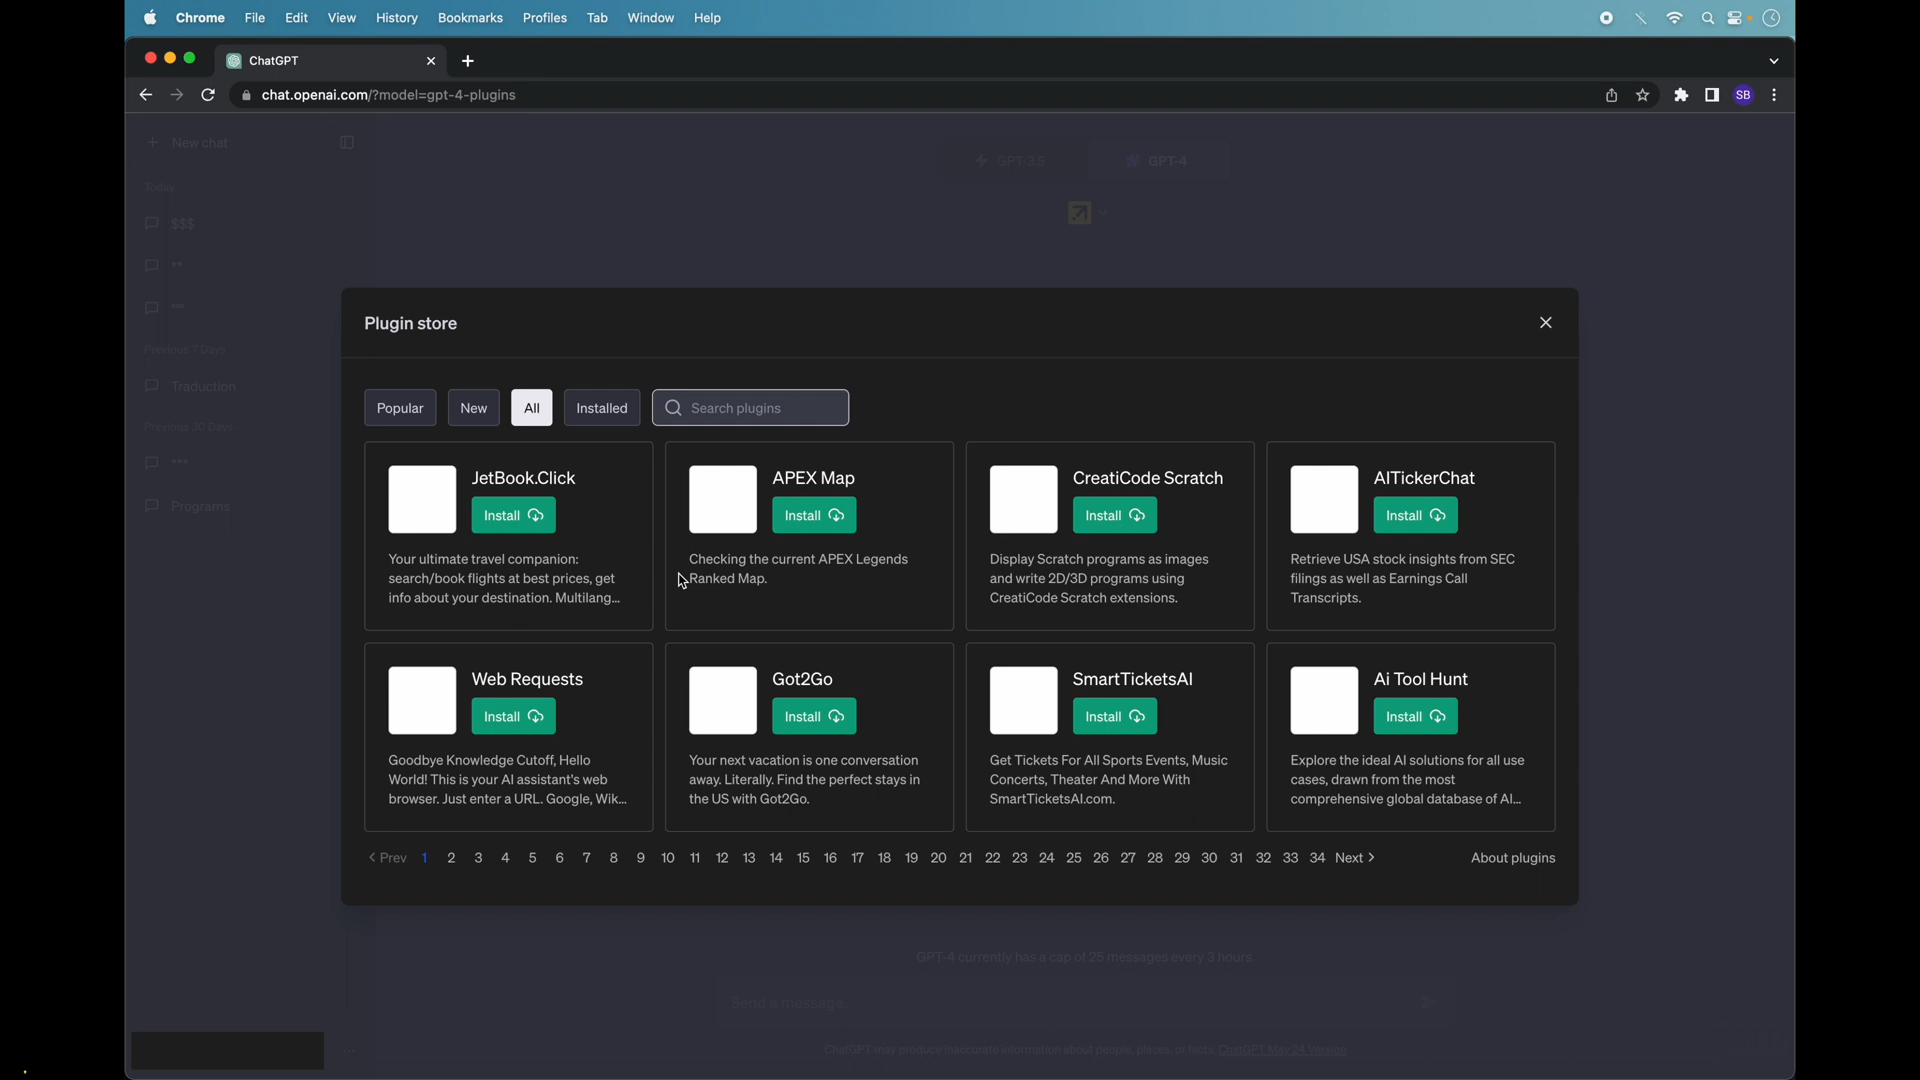 Chrome File Edit View History Bookmarks Profiles Tab Window Help
ChatGPT
chat.openai.com/?model=gpt-4-plugins
SB
New chat
GPT-3.5 GPT-4
Today
$$$
**
***
Previous 7 Days
Traduction
Previous 30 Days
***
Programs
Plugin store
Popular New All Installed Search plugins
JetBook.Click
Install
Your ultimate travel companion:
search/book flights at best prices, get
info about your destination. Multilang...
APEX Map
Install
Checking the current APEX Legends
Ranked Map.
CreatiCode Scratch
Install
Display Scratch programs as images
and write 2D/3D programs using
CreatiCode Scratch extensions.
AITickerChat
Install
Retrieve USA stock insights from SEC
filings as well as Earnings Call
Transcripts.
Web Requests
Install
Goodbye Knowledge Cutoff, Hello
World! This is your AI assistant's web
browser. Just enter a URL. Google, Wik...
Got2Go
Install
Your next vacation is one conversation
away. Literally. Find the perfect stays in
the US with Got2Go.
SmartTicketsAI
Install
Get Tickets For All Sports Events, Music
Concerts, Theater And More With
SmartTicketsAI.com.
Ai Tool Hunt
Install
Explore the ideal AI solutions for all use
cases, drawn from the most
comprehensive global database of AI...
Prev 1 2 3 4 5 6 7 8 9 10 11 12 13 14 15 16 17 18 19 20 21 22 23 24 25 26 27 28 29 30 31 32 33 34 Next About plugins
GPT-4 currently has a cap of 25 messages every 3 hours.
Send a message.
ChatGPT may produce inaccurate information about people, places, or facts. ChatGPT May 24 Version